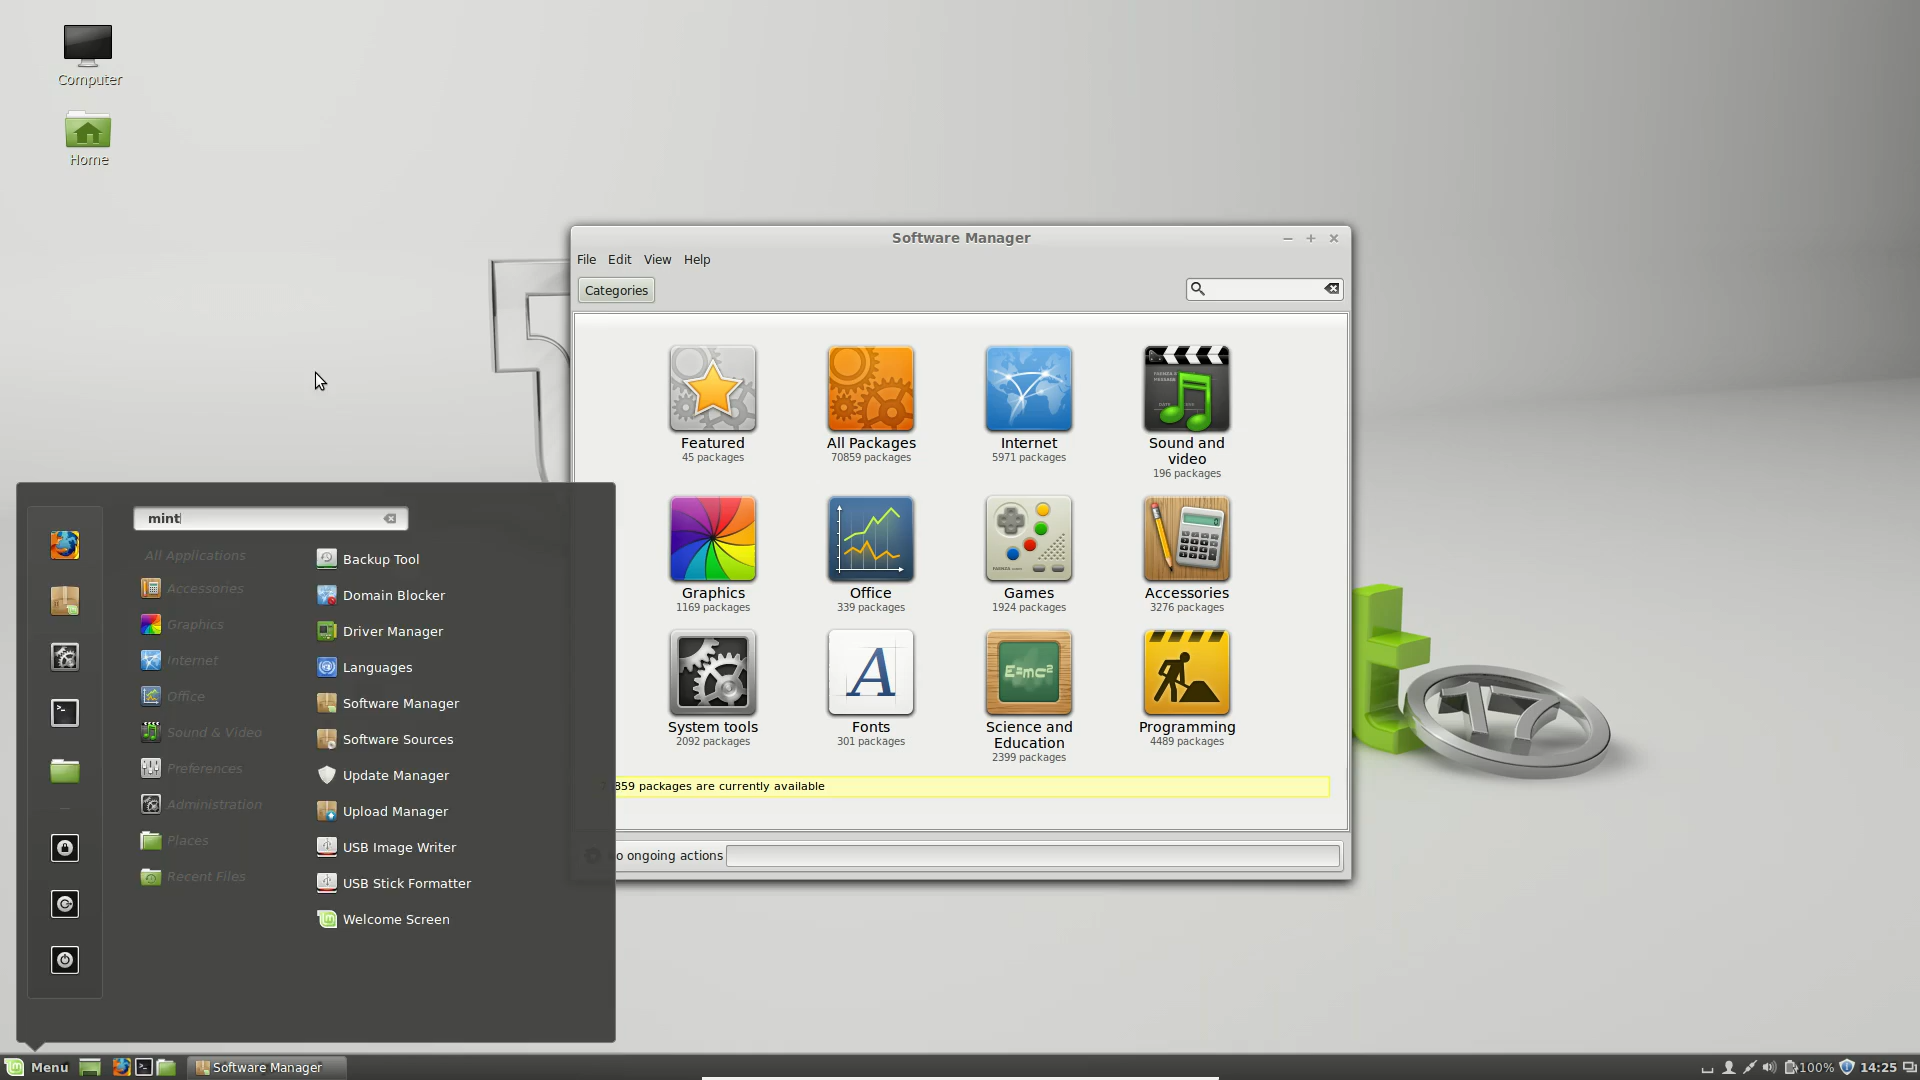 Computer
Home
Software Manager
File Edit View Help
Categories
Featured
45 packages
All Packages
70859 packages
Internet
5971 packages
Sound and
video
196 packages
Graphics
1169 packages
Office
339 packages
Games
1924 packages
Accessories
3276 packages
System tools
2092 packages
Fonts
301 packages
E=mc²
Science and
Education
2399 packages
Programming
4489 packages
859 packages are currently available
o ongoing actions
mint
All Applications
Accessories
Graphics
Internet
Office
Sound & Video
Preferences
Administration
Places
Recent Files
Backup Tool
Domain Blocker
Driver Manager
Languages
Software Manager
Software Sources
Update Manager
Upload Manager
USB Image Writer
USB Stick Formatter
Welcome Screen
t
17
Menu
Software Manager
100%
14:25